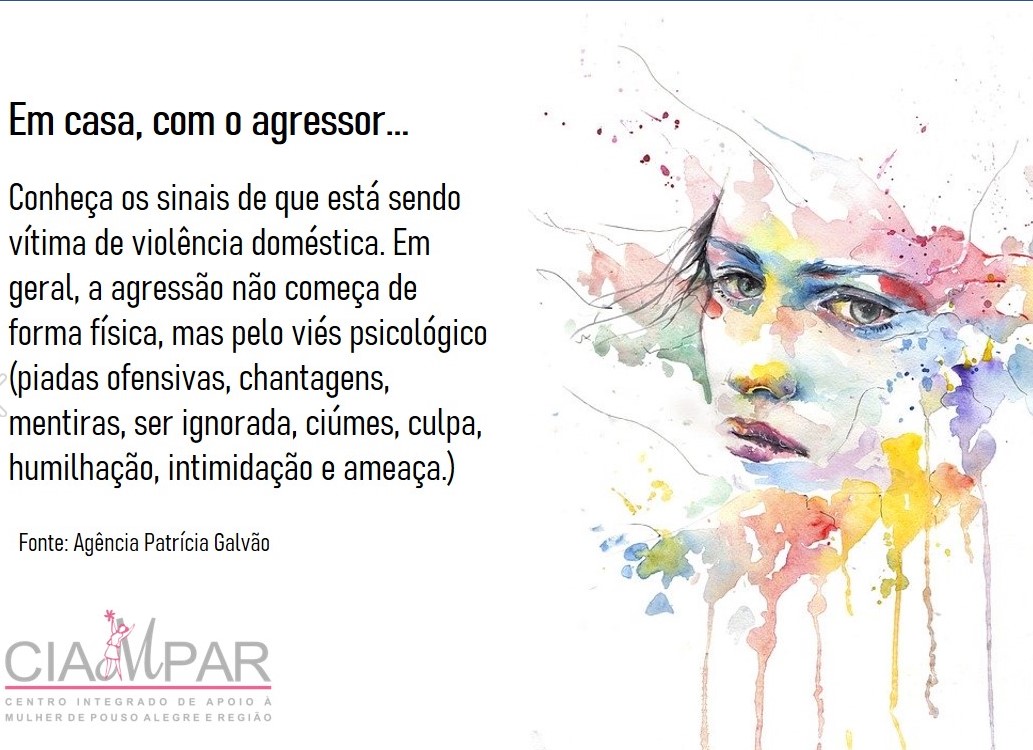 Em casa, com o agressor...
Conheça os sinais de que está sendo
vítima de violência doméstica. Em
geral, a agressão não começa de
forma física, mas pelo viés psicológico
(piadas ofensivas, chantagens,
mentiras, ser ignorada, ciúmes, culpa,
humilhação, intimidação e ameaça.)
Fonte: Agência Patrícia Galvão
CIAMPAR
CENTRO INTEGRADO DE APOIO À
MULHER DE POUSO ALEGRE E REGIÃO